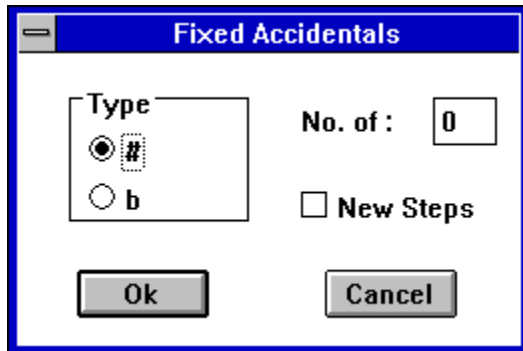 Fixed Accidentals
Type
#
b
No. of :
0
New Steps
Ok
Cancel